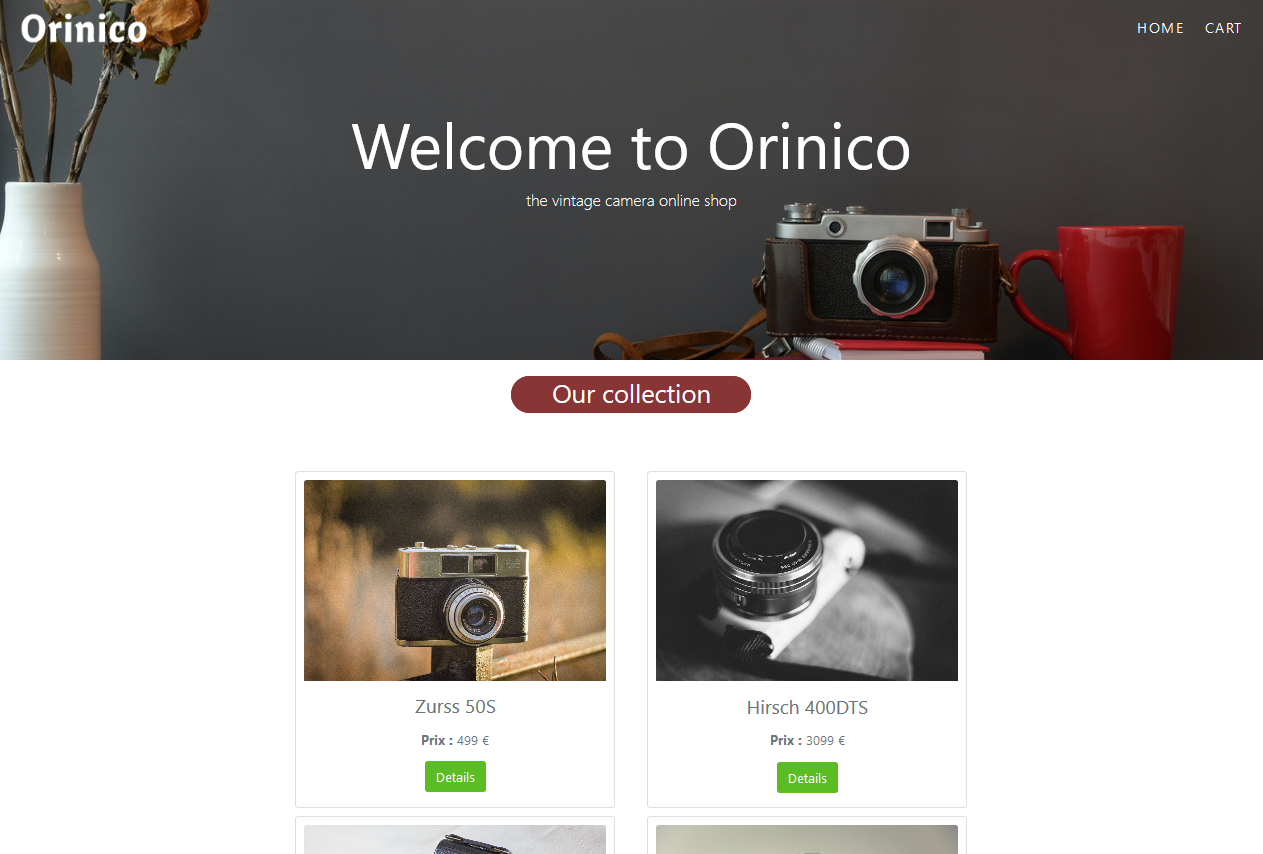 Orinico
HOME CART
Welcome to Orinico
the vintage camera online shop
Our collection
Zurss 50S
Prix : 499 €
Details
Hirsch 400DTS
Prix : 3099 €
Details